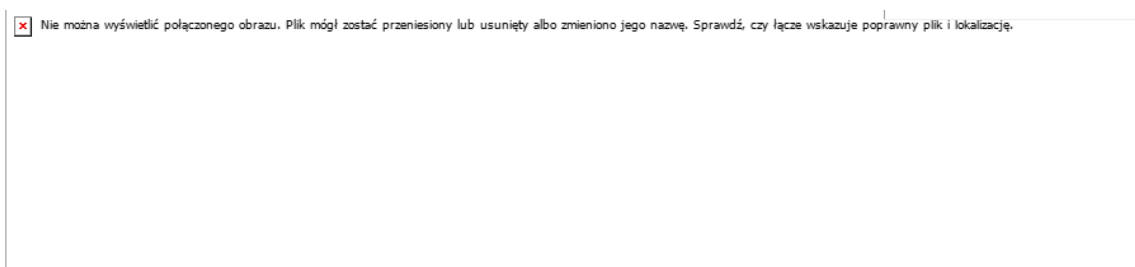 Nie można wyświetlić połączonego obrazu. Plik mógł zostać przeniesiony lub usunięty albo zmieniono jego nazwę. Sprawdź, czy łącze wskazuje poprawny plik i lokalizację.